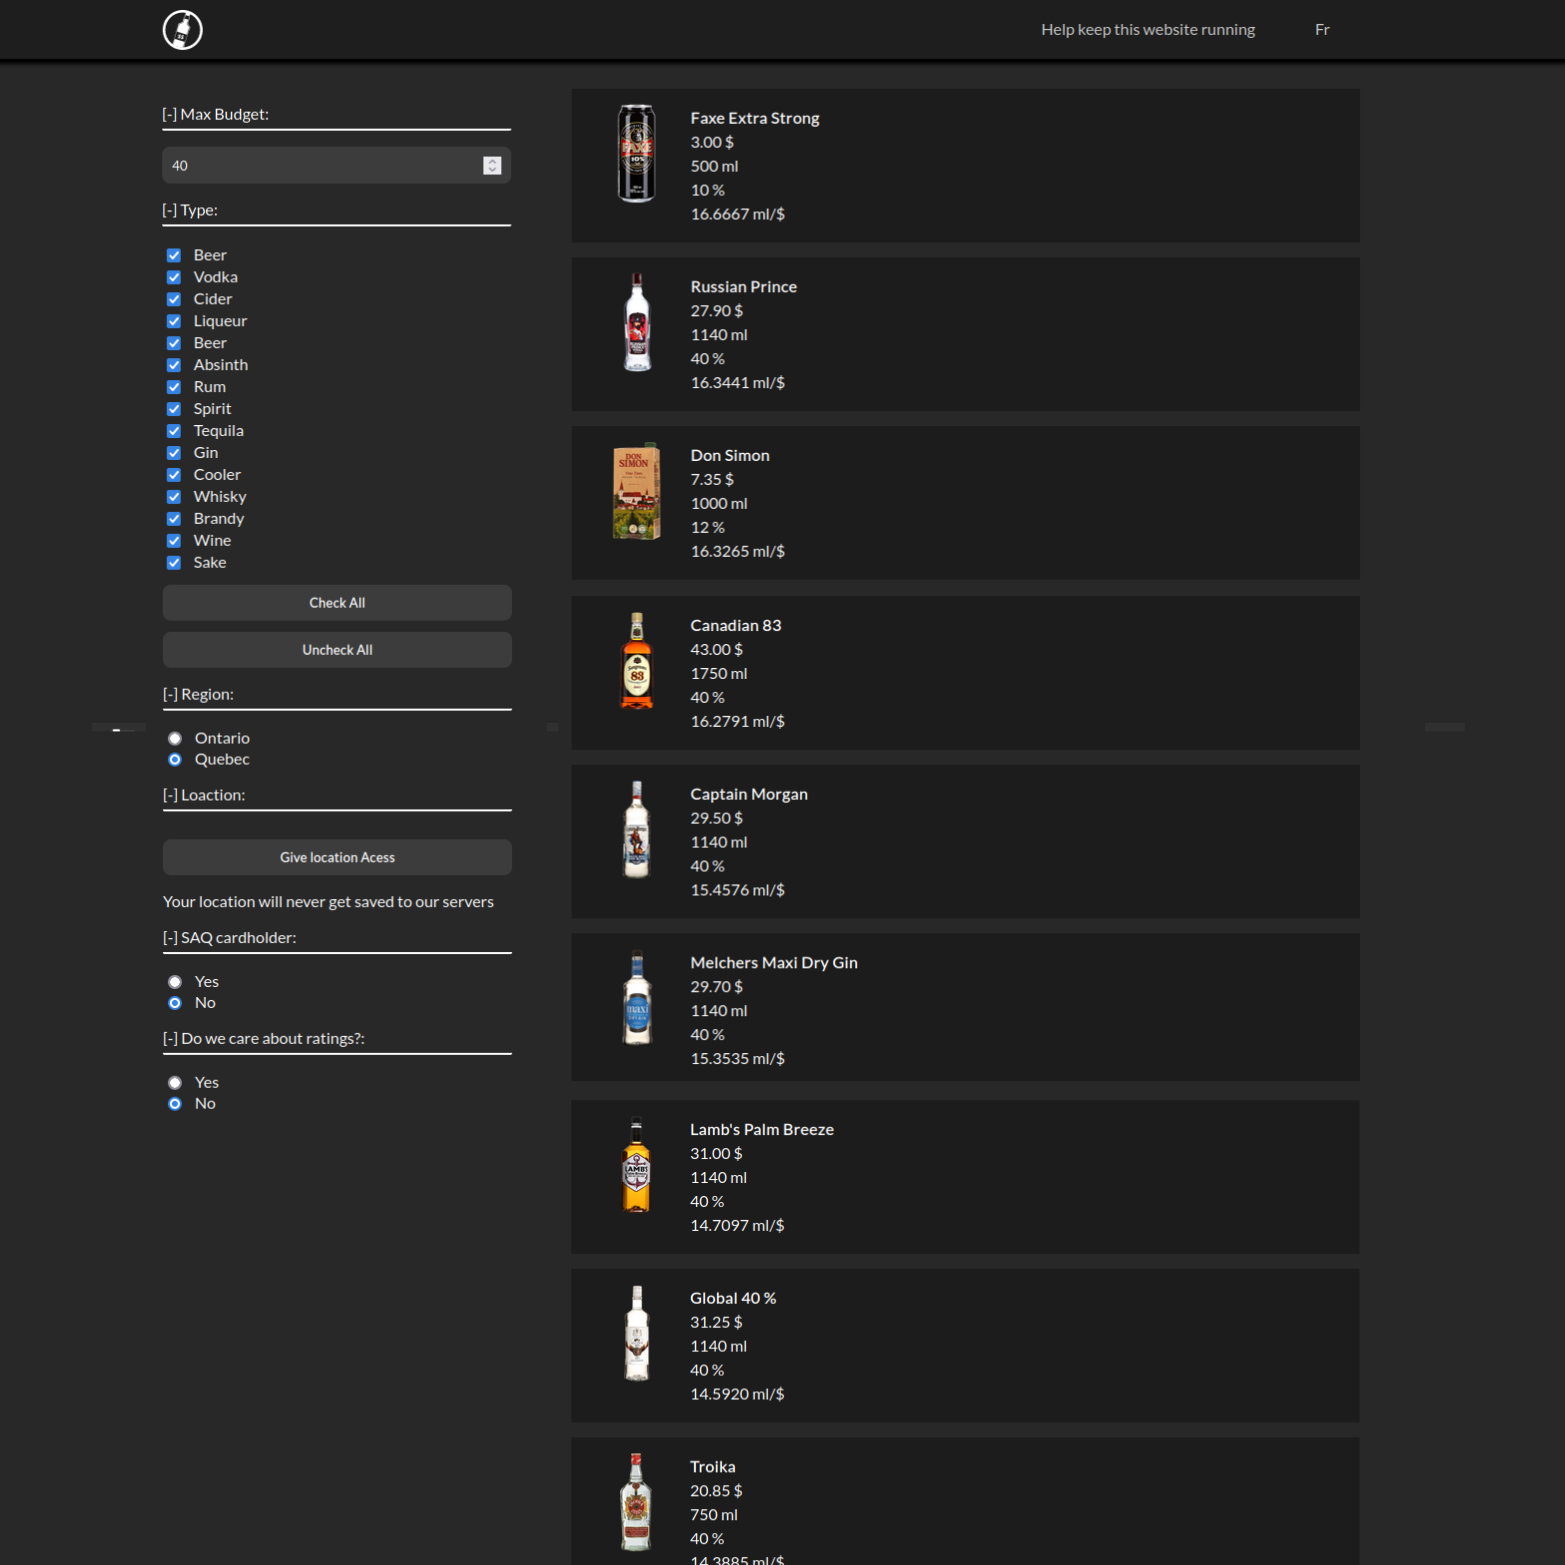 Help keep this website running
Fr
[-] Max Budget:
40
[-] Type:
Beer
Vodka
Cider
Liqueur
Beer
Absinth
Rum
Spirit
Tequila
Gin
Cooler
Whisky
Brandy
Wine
Sake
Check All
Uncheck All
[-] Region:
Ontario
Quebec
[-] Loaction:
Give location Acess
Your location will never get saved to our servers
[-] SAQ cardholder:
Yes
No
[-] Do we care about ratings?:
Yes
No
FAXE
10%
Faxe Extra Strong
3.00 $
500 ml
10 %
16.6667 ml/$
Russian Prince
27.90 $
1140 ml
40 %
16.3441 ml/$
DON
SIMON
Don Simon
7.35 $
1000 ml
12 %
16.3265 ml/$
83
Canadian 83
43.00 $
1750 ml
40 %
16.2791 ml/$
Captain Morgan
29.50 $
1140 ml
40 %
15.4576 ml/$
maxi
Melchers Maxi Dry Gin
29.70 $
1140 ml
40 %
15.3535 ml/$
LAMB'S
Lamb's Palm Breeze
31.00 $
1140 ml
40 %
14.7097 ml/$
Global 40 %
31.25 $
1140 ml
40 %
14.5920 ml/$
Troika
20.85 $
750 ml
40 %
14.3885 ml/$